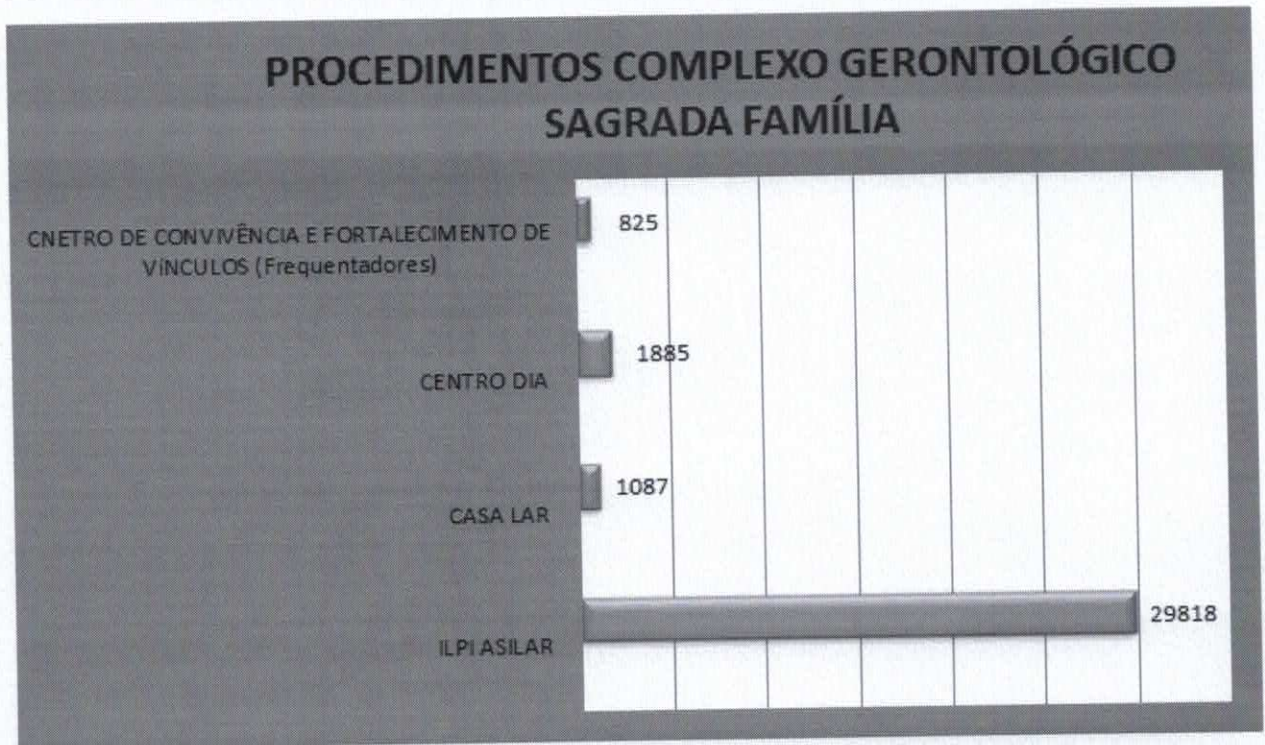 PROCEDIMENTOS COMPLEXO GERONTOLÓGICO
SAGRADA FAMÍLIA
CNETRO DE CONVIVÊNCIA E FORTALECIMENTO DE
VíNCULOS (Frequentadores)
825
CENTRO DIA
1885
CASA LAR
1087
ILPI ASILAR
29818